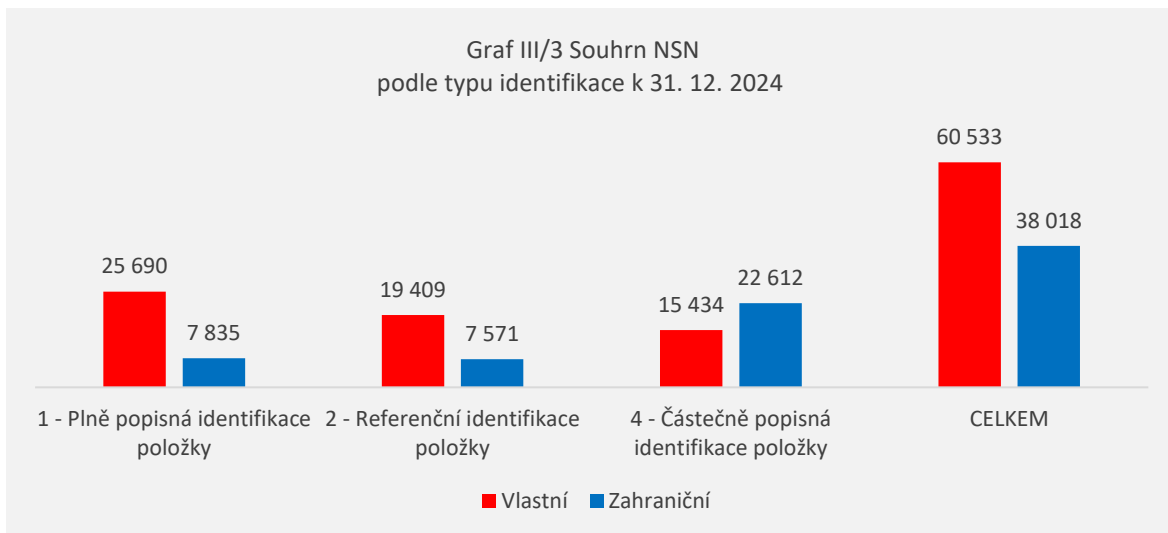 Graf III/3 Souhrn NSN
podle typu identifikace k 31. 12. 2024
60 533
38 018
25 690
22 612
19 409
15 434
7 835
7 571
1 - Plně popisná identifikace
položky
2 - Referenční identifikace
položky
4 - Částečně popisná
identifikace položky
CELKEM
Vlastní
Zahraniční